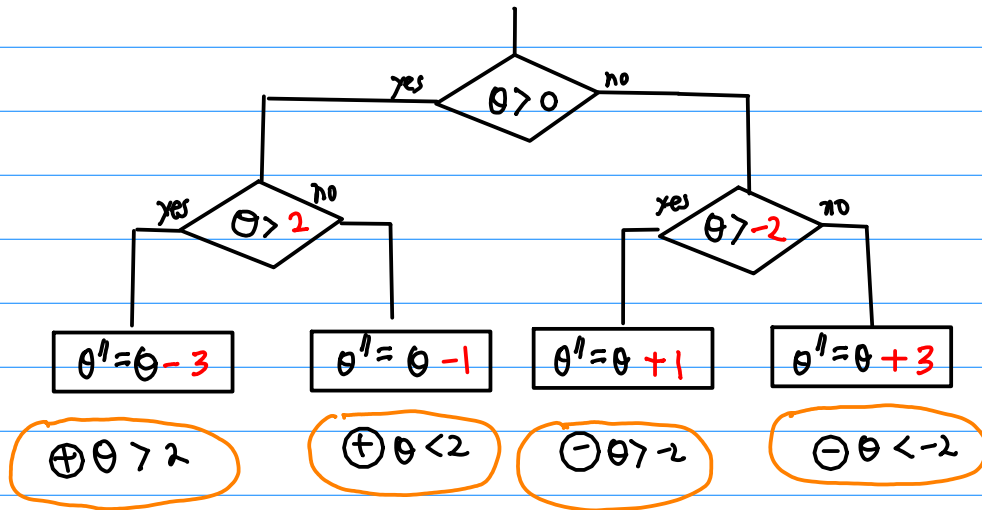 yes θ > 0 no
yes θ > 2 no
yes θ > -2 no
θ" = θ - 3
θ" = θ - 1
θ" = θ + 1
θ" = θ + 3
⊕ θ > 2
⊕ θ < 2
⊖ θ > -2
⊖ θ < -2